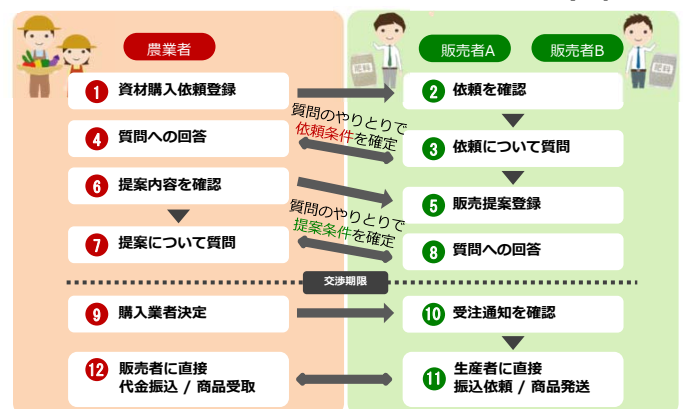 農業者
販売者A
販売者B
肥料
肥料
1 資材購入依頼登録
2 依頼を確認
質問のやりとりで
依頼条件を確定
4 質問への回答
3 依頼について質問
6 提案内容を確認
5 販売提案登録
質問のやりとりで
提案条件を確定
7 提案について質問
8 質問への回答
交渉期限
9 購入業者決定
10 受注通知を確認
12 販売者に直接
代金振込 / 商品受取
11 生産者に直接
振込依頼 / 商品発送